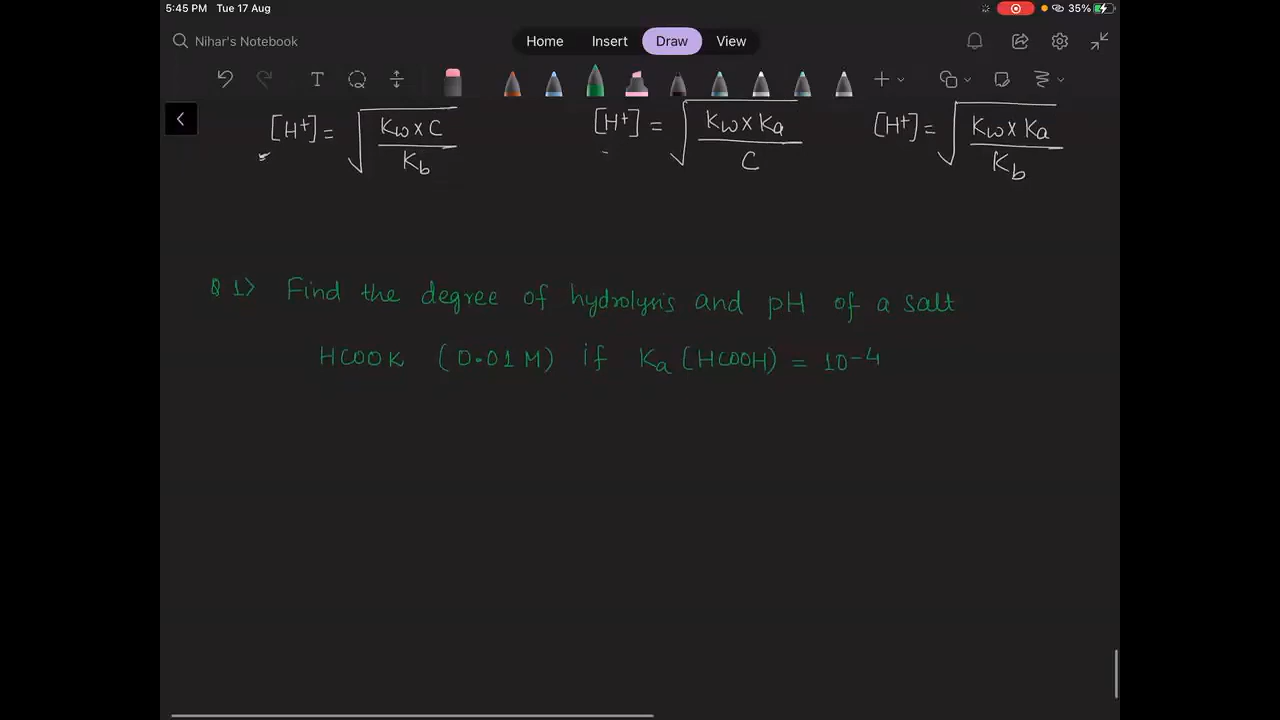 5:45 PM Tue 17 Aug 35%
Nihar's Notebook Home Insert Draw View
[H+] = √(Kw x C / Kb) [H+] = √(Kw x Ka / C) [H+] = √(Kw x Ka / Kb)
Q 1> Find the degree of hydrolysis and pH of a salt
HCOOK (0.01 M) if Ka (HCOOH) = 10-4